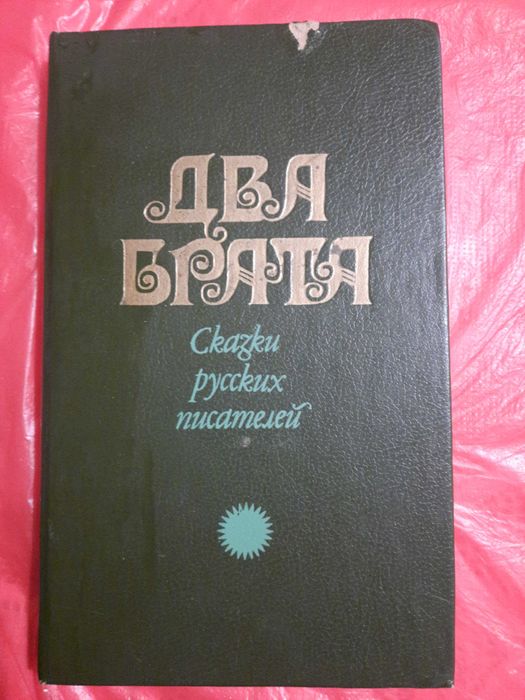 ДВА
БРАТА
Сказки
русских
писателей